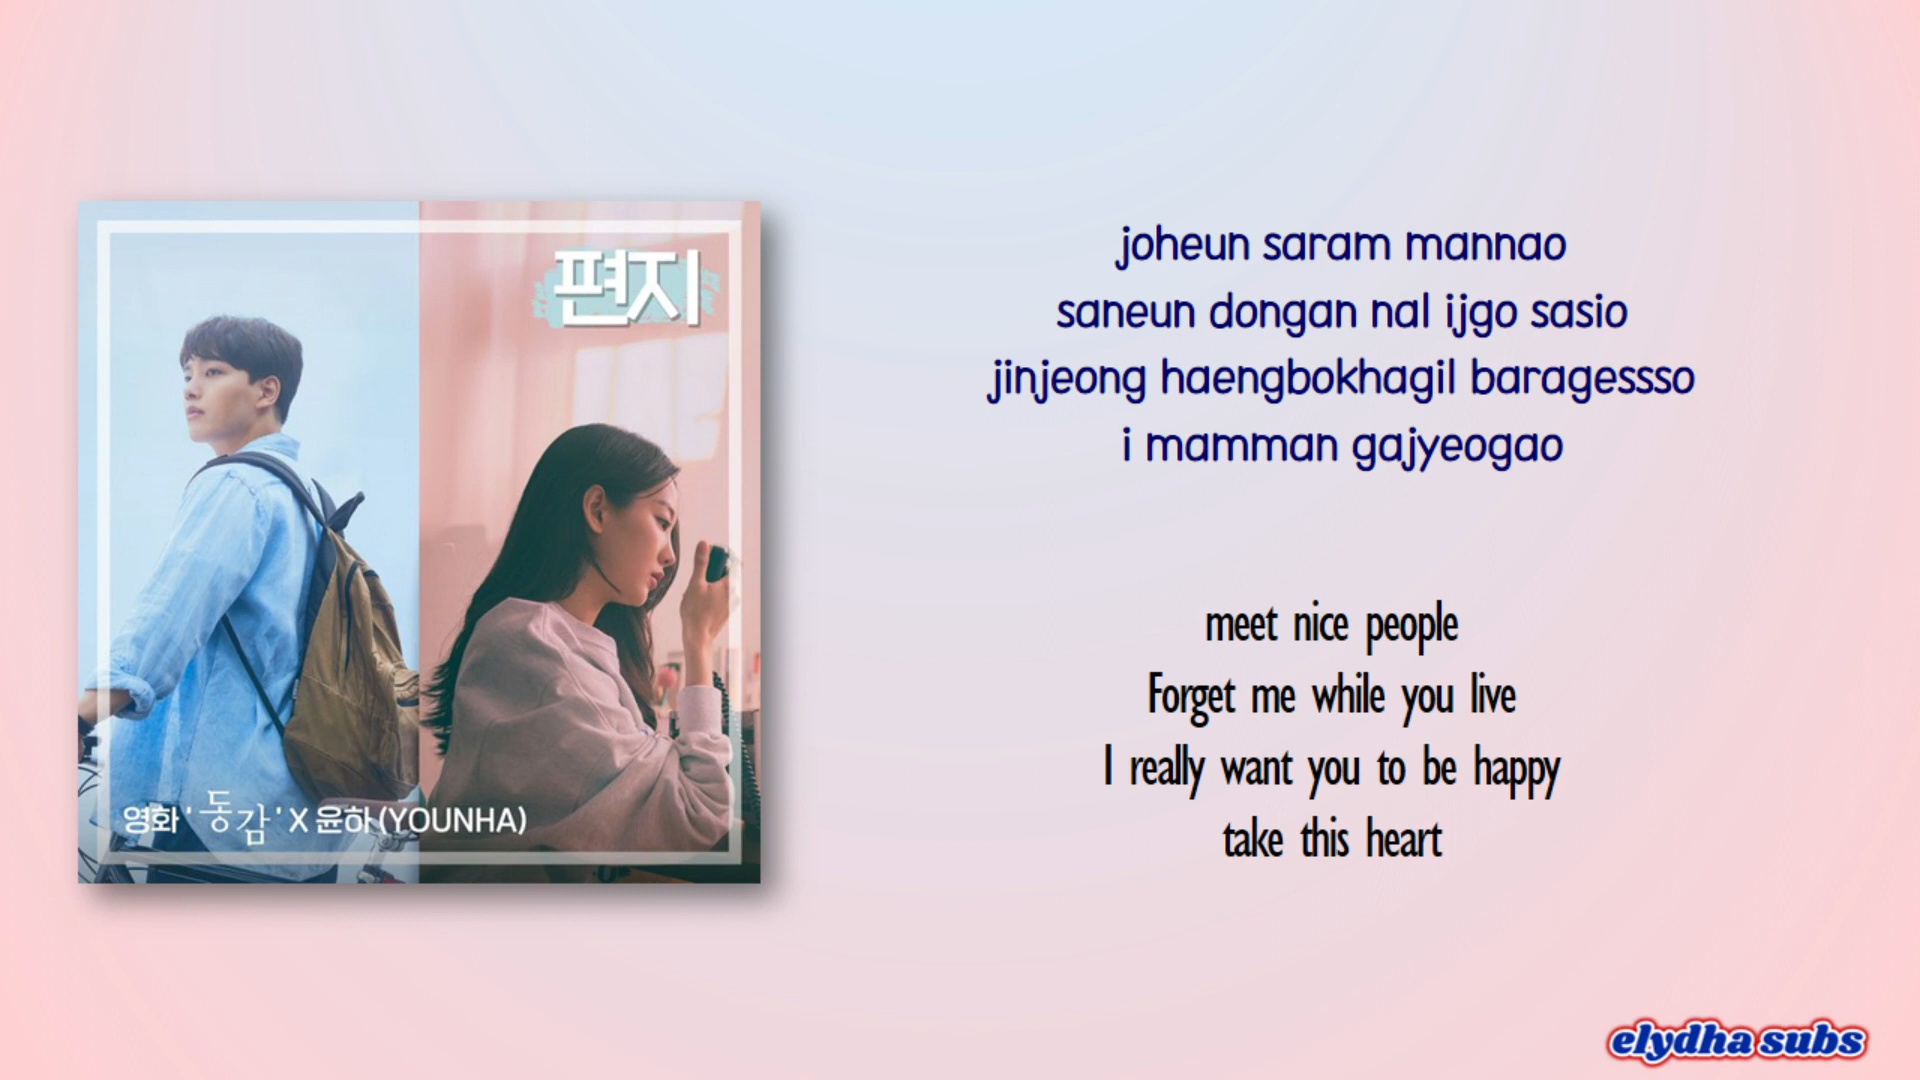 편지
영화 '동감' X 윤하 (YOUNHA)
joheun saram mannao
saneun dongan nal ijgo sasio
jinjeong haengbokhagil baragessso
i mamman gajyeogao
meet nice people
Forget me while you live
I really want you to be happy
take this heart
elydha subs